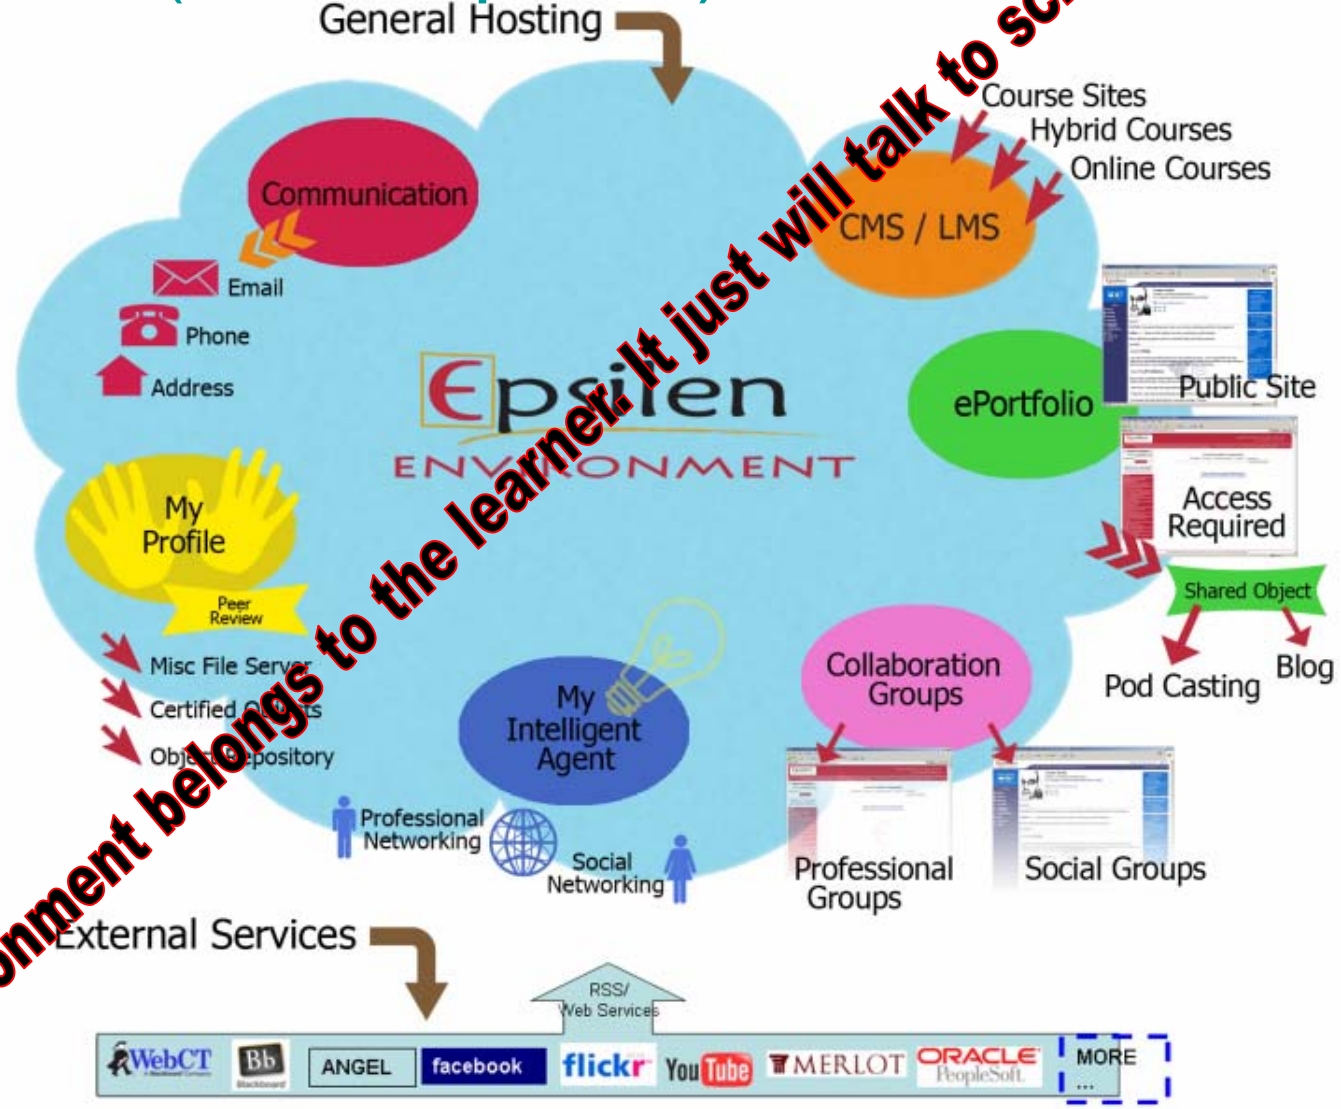 General Hosting
Course Sites
Hybrid Courses
Online Courses
Communication
CMS / LMS
Email
Phone
Address
Epsilen
ENVIRONMENT
ePortfolio
Public Site
Access
Required
Shared Object
Pod Casting
Blog
My
Profile
Peer
Review
Misc File Server
Certified Objects
Object Repository
My
Intelligent
Agent
Professional
Networking
Social
Networking
Collaboration
Groups
Professional
Groups
Social Groups
belongs to the learner. It just will talk to
External Services
RSS/
Web Services
WebCT
Bb
Blackboard
ANGEL
facebook
flickr
YouTube
MERLOT
ORACLE
PeopleSoft.
MORE
...